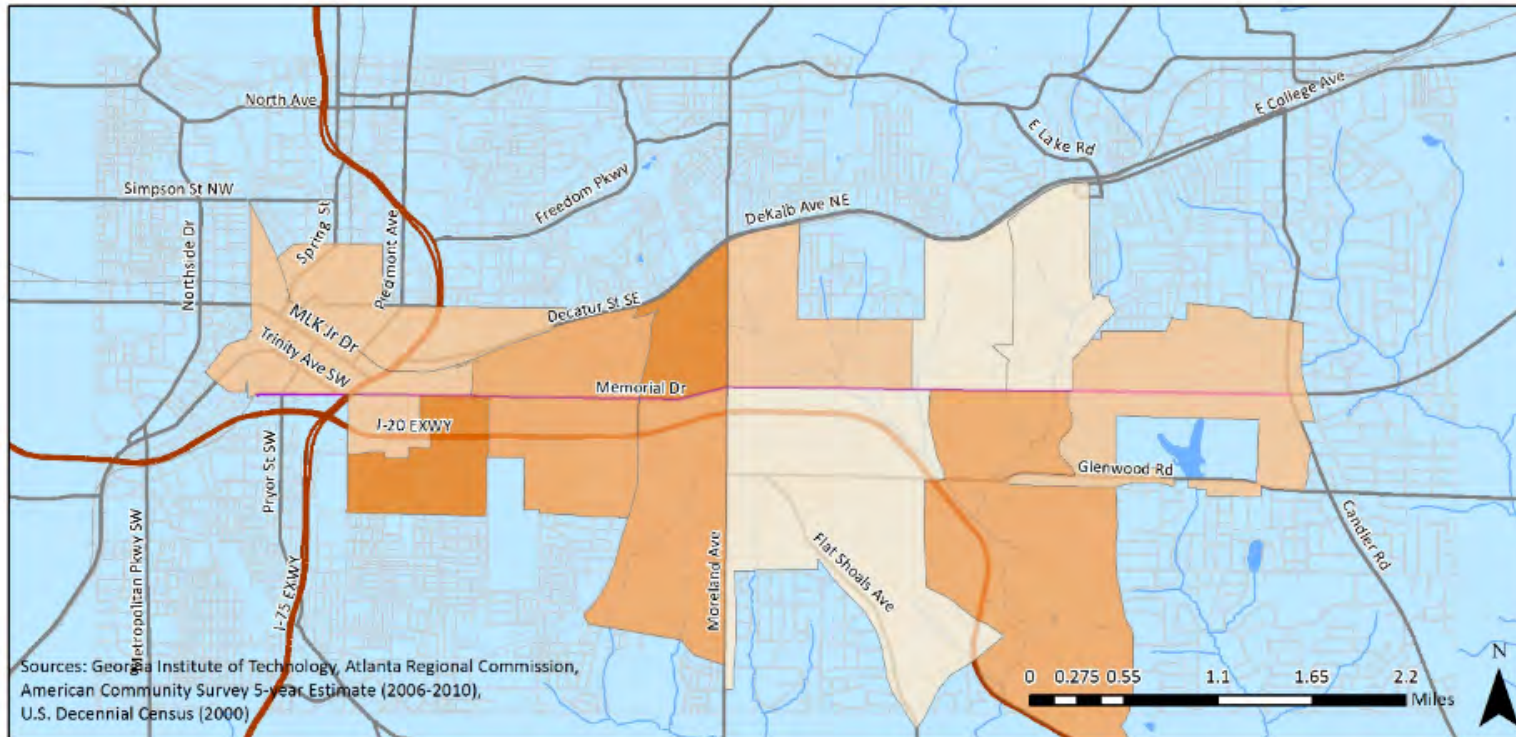 North Ave
E College Ave
E Lake Rd
Simpson St NW
Spring St
Freedom Pkwy
Northside Dr
Piedmont Ave
DeKalb Ave NE
Decatur St SE
MLK Jr Dr
Trinity Ave SW
Memorial Dr
I-20 EXWY
Glenwood Rd
Pryor St SW
Metropolitan Pkwy SW
I-75 EXWY
Moreland Ave
Flat Shoals Ave
Candler Rd
Sources: Georgia Institute of Technology, Atlanta Regional Commission,
American Community Survey 5-year Estimate (2006-2010),
U.S. Decennial Census (2000)
0 0.275 0.55 1.1 1.65 2.2
Miles
N